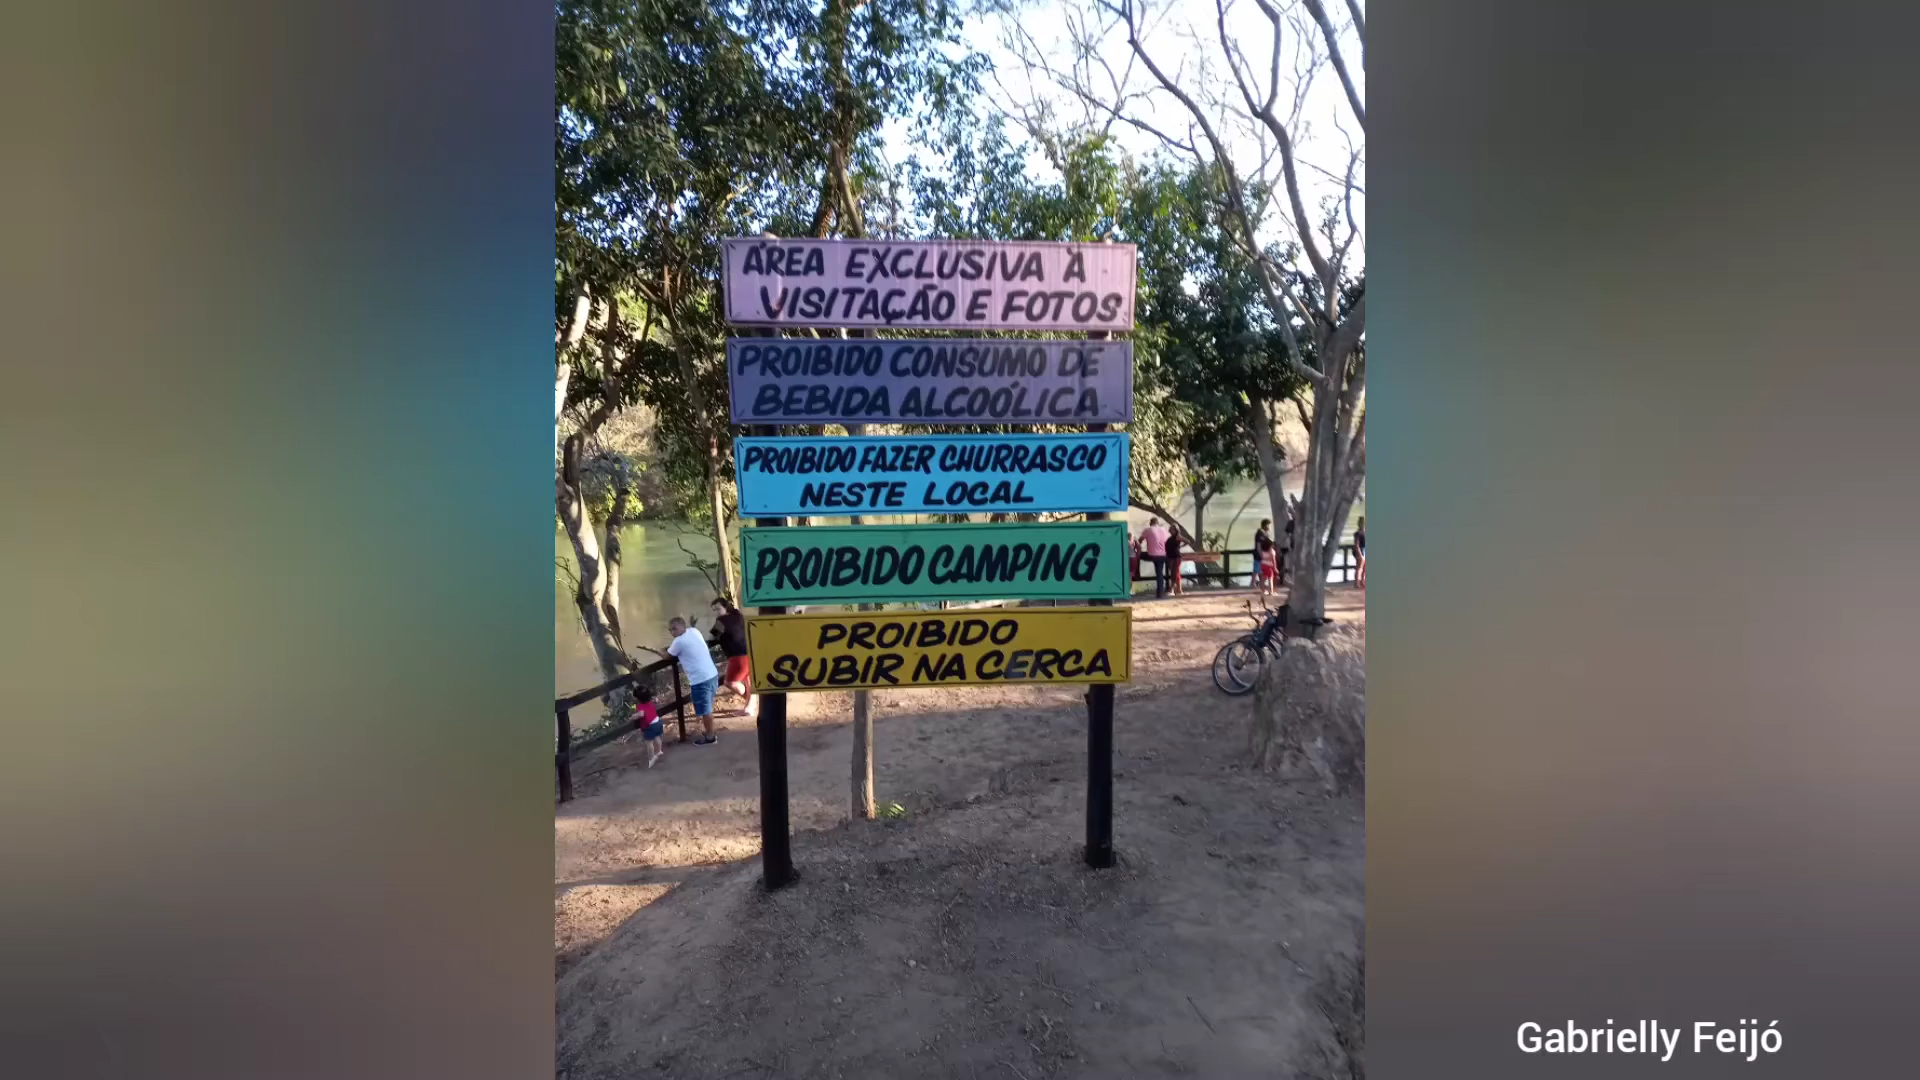 ÁREA EXCLUSIVA À
VISITAÇÃO E FOTOS
PROIBIDO CONSUMO DE
BEBIDA ALCOÓLICA
PROIBIDO FAZER CHURRASCO
NESTE LOCAL
PROIBIDO CAMPING
PROIBIDO
SUBIR NA CERCA
Gabrielly Feijó